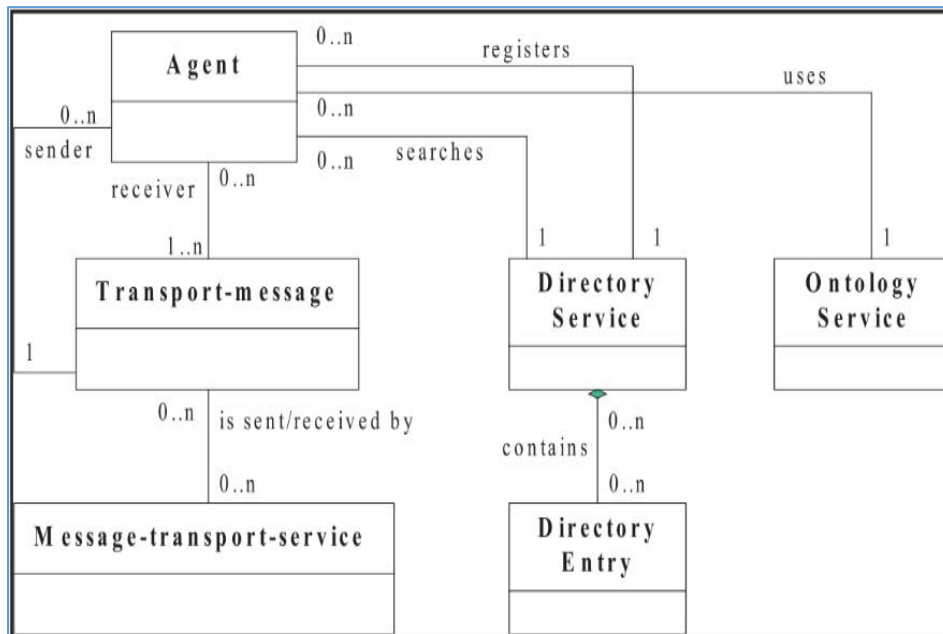 Agent
0..n
registers
uses
0..n
sender
0..n
0..n
searches
receiver
0..n
1..n
1
1
1
Transport-message
Directory
Service
Ontology
Service
1
0..n
is sent/received by
0..n
contains
0..n
0..n
Message-transport-service
Directory
Entry